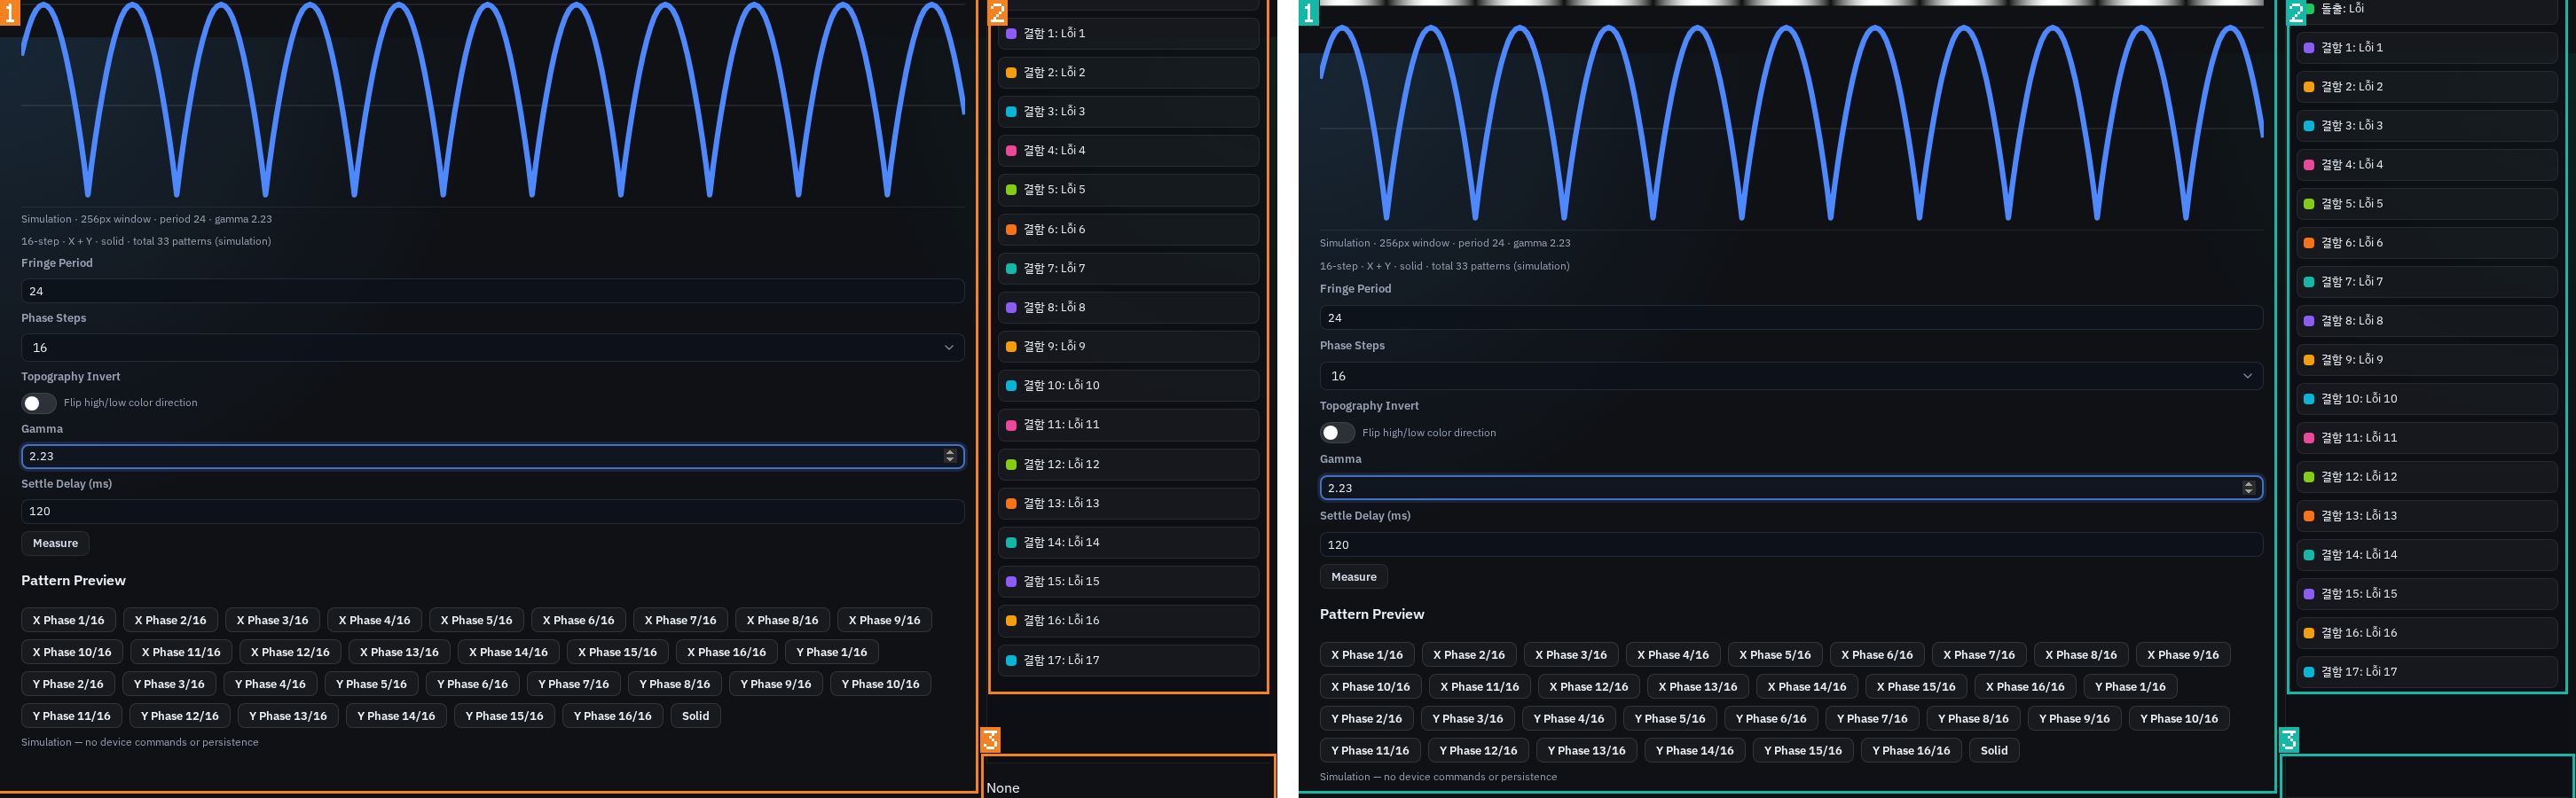 1
Simulation · 256px window · period 24 · gamma 2.23
16-step · X + Y · solid · total 33 patterns (simulation)
Fringe Period
24
Phase Steps
16
Topography Invert
Flip high/low color direction
Gamma
2.23
Settle Delay (ms)
120
Measure
Pattern Preview
X Phase 1/16 X Phase 2/16 X Phase 3/16 X Phase 4/16 X Phase 5/16 X Phase 6/16 X Phase 7/16 X Phase 8/16 X Phase 9/16
X Phase 10/16 X Phase 11/16 X Phase 12/16 X Phase 13/16 X Phase 14/16 X Phase 15/16 X Phase 16/16 Y Phase 1/16
Y Phase 2/16 Y Phase 3/16 Y Phase 4/16 Y Phase 5/16 Y Phase 6/16 Y Phase 7/16 Y Phase 8/16 Y Phase 9/16 Y Phase 10/16
Y Phase 11/16 Y Phase 12/16 Y Phase 13/16 Y Phase 14/16 Y Phase 15/16 Y Phase 16/16 Solid
Simulation — no device commands or persistence
2
결함 1: Lỗi 1
결함 2: Lỗi 2
결함 3: Lỗi 3
결함 4: Lỗi 4
결함 5: Lỗi 5
결함 6: Lỗi 6
결함 7: Lỗi 7
결함 8: Lỗi 8
결함 9: Lỗi 9
결함 10: Lỗi 10
결함 11: Lỗi 11
결함 12: Lỗi 12
결함 13: Lỗi 13
결함 14: Lỗi 14
결함 15: Lỗi 15
결함 16: Lỗi 16
결함 17: Lỗi 17
3
None
1
Simulation · 256px window · period 24 · gamma 2.23
16-step · X + Y · solid · total 33 patterns (simulation)
Fringe Period
24
Phase Steps
16
Topography Invert
Flip high/low color direction
Gamma
2.23
Settle Delay (ms)
120
Measure
Pattern Preview
X Phase 1/16 X Phase 2/16 X Phase 3/16 X Phase 4/16 X Phase 5/16 X Phase 6/16 X Phase 7/16 X Phase 8/16 X Phase 9/16
X Phase 10/16 X Phase 11/16 X Phase 12/16 X Phase 13/16 X Phase 14/16 X Phase 15/16 X Phase 16/16 Y Phase 1/16
Y Phase 2/16 Y Phase 3/16 Y Phase 4/16 Y Phase 5/16 Y Phase 6/16 Y Phase 7/16 Y Phase 8/16 Y Phase 9/16 Y Phase 10/16
Y Phase 11/16 Y Phase 12/16 Y Phase 13/16 Y Phase 14/16 Y Phase 15/16 Y Phase 16/16 Solid
Simulation — no device commands or persistence
2
돌출: Lồi
결함 1: Lỗi 1
결함 2: Lỗi 2
결함 3: Lỗi 3
결함 4: Lỗi 4
결함 5: Lỗi 5
결함 6: Lỗi 6
결함 7: Lỗi 7
결함 8: Lỗi 8
결함 9: Lỗi 9
결함 10: Lỗi 10
결함 11: Lỗi 11
결함 12: Lỗi 12
결함 13: Lỗi 13
결함 14: Lỗi 14
결함 15: Lỗi 15
결함 16: Lỗi 16
결함 17: Lỗi 17
3